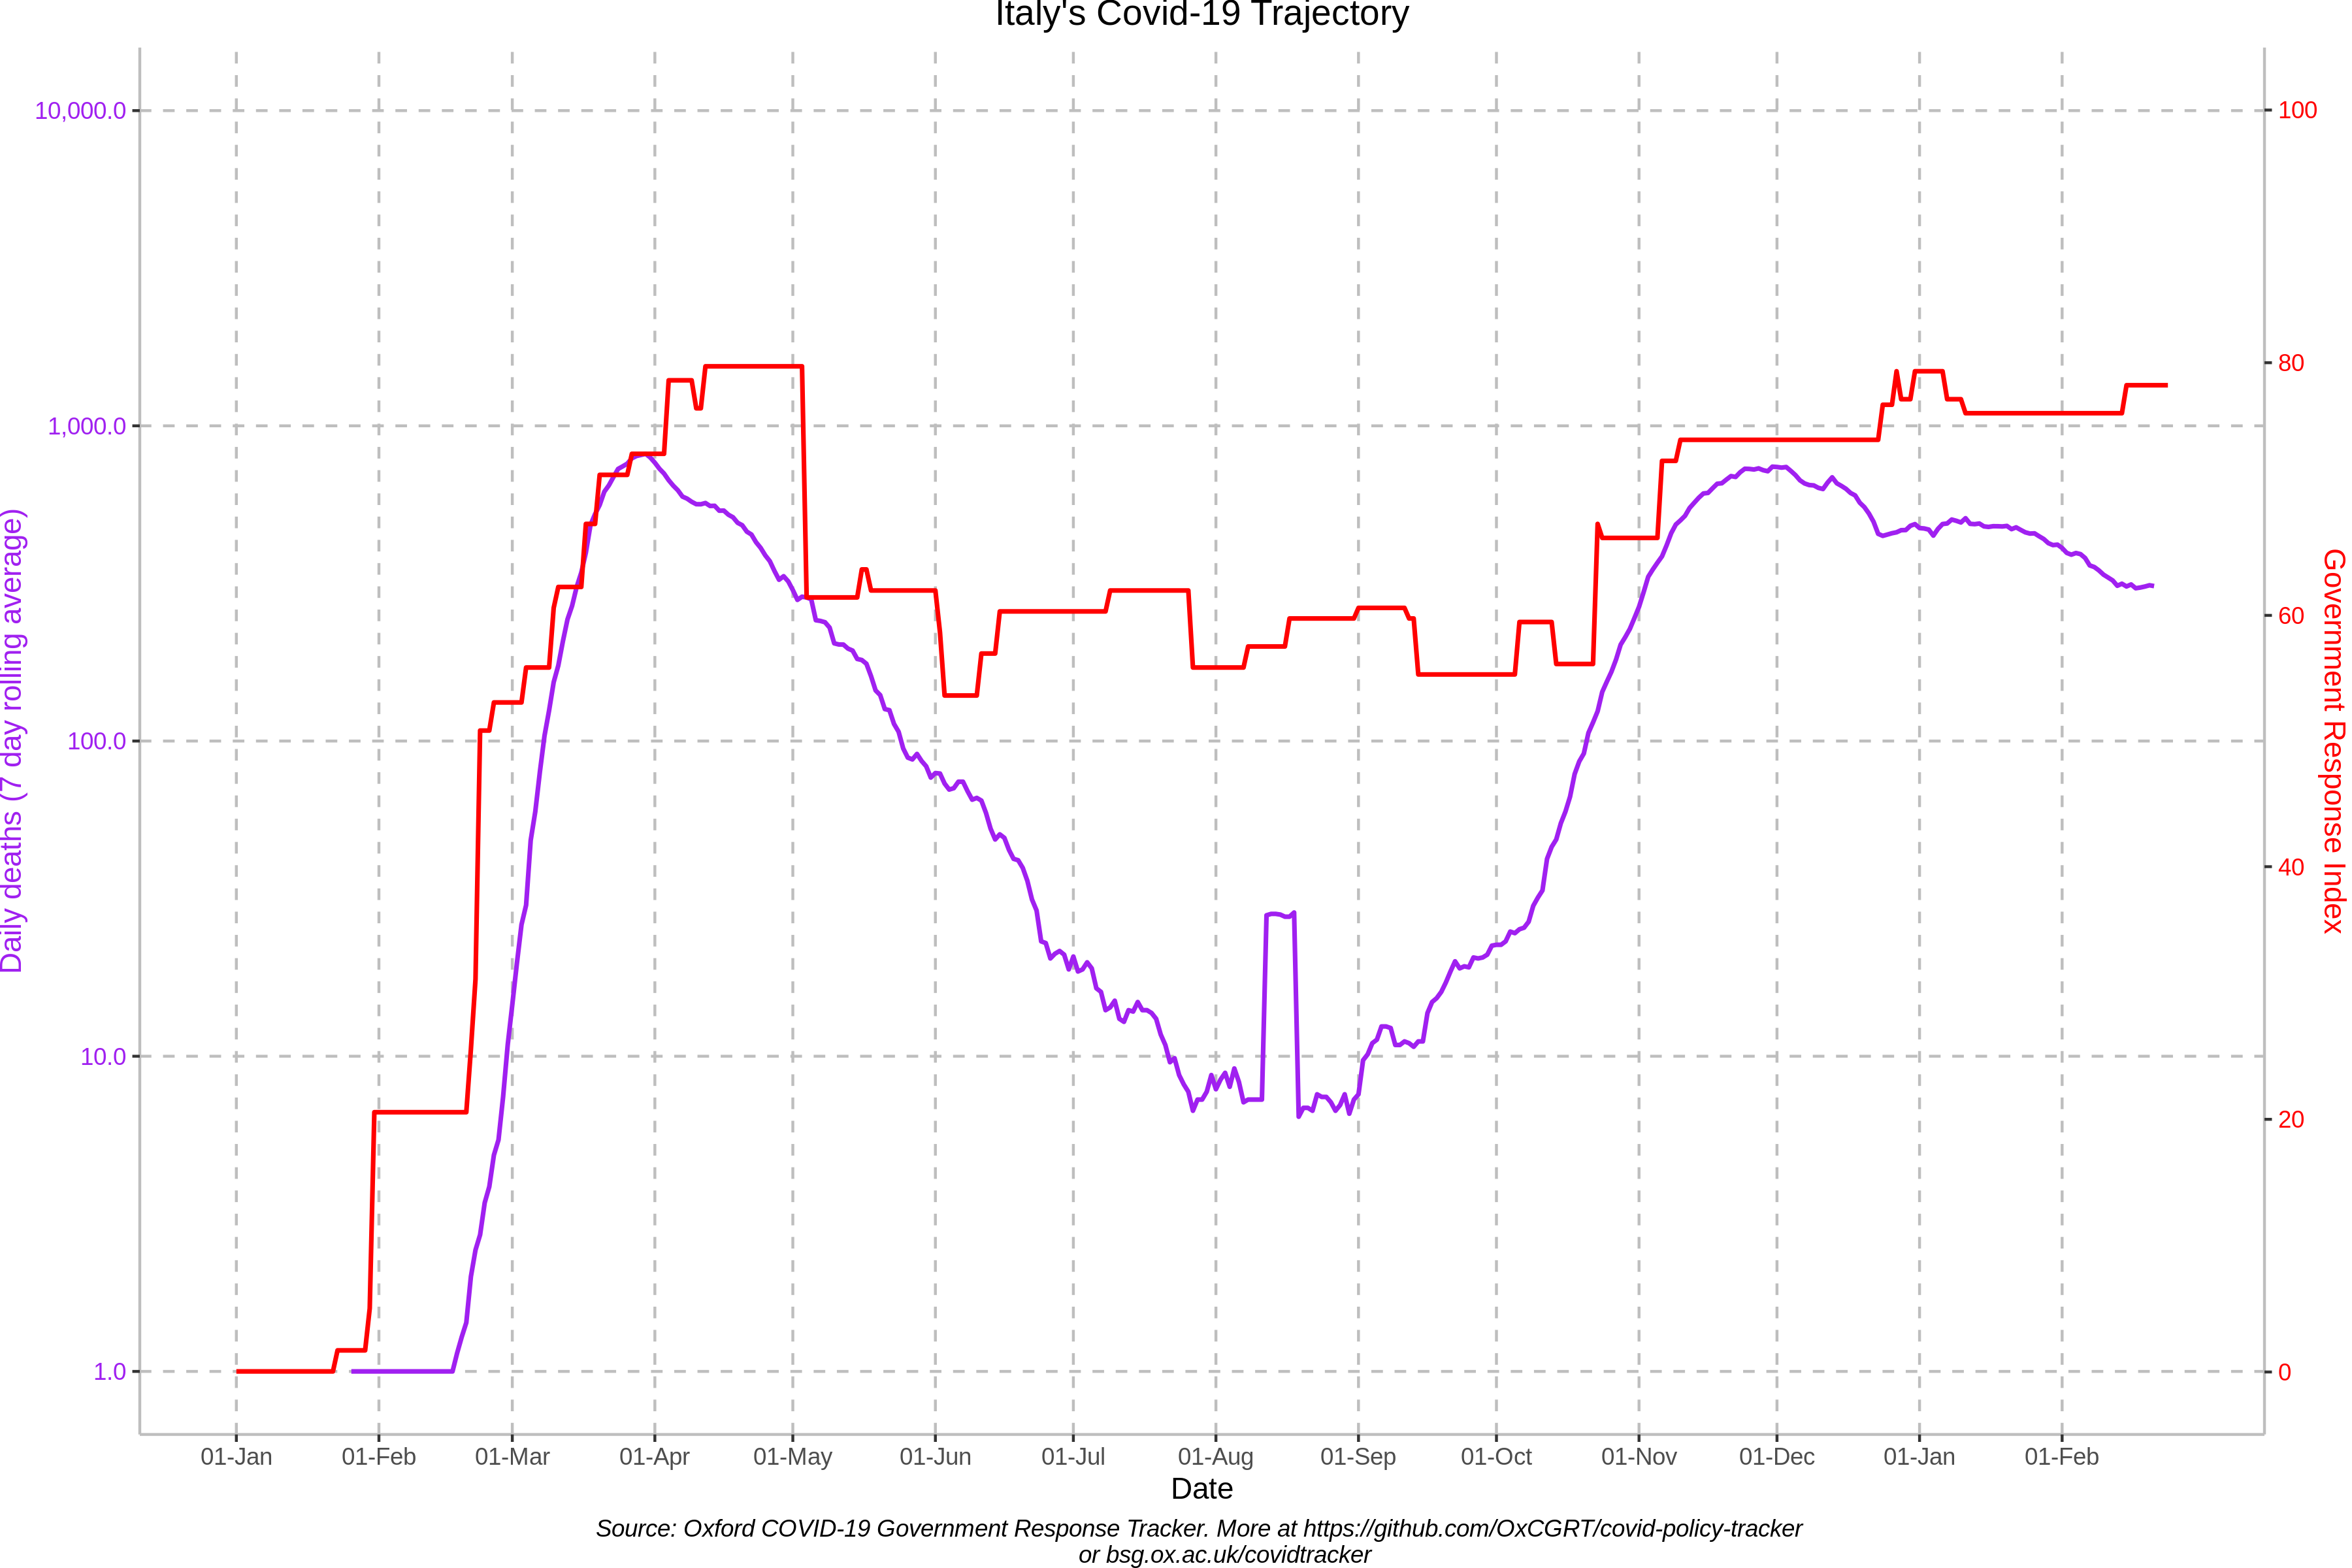 Italy's Covid-19 Trajectory
10,000.0
1,000.0
100.0
10.0
1.0
Daily deaths (7 day rolling average)
100
80
60
40
20
0
Government Response Index
01-Jan 01-Feb 01-Mar 01-Apr 01-May 01-Jun 01-Jul 01-Aug 01-Sep 01-Oct 01-Nov 01-Dec 01-Jan 01-Feb
Date
Source: Oxford COVID-19 Government Response Tracker. More at https://github.com/OxCGRT/covid-policy-tracker
or bsg.ox.ac.uk/covidtracker